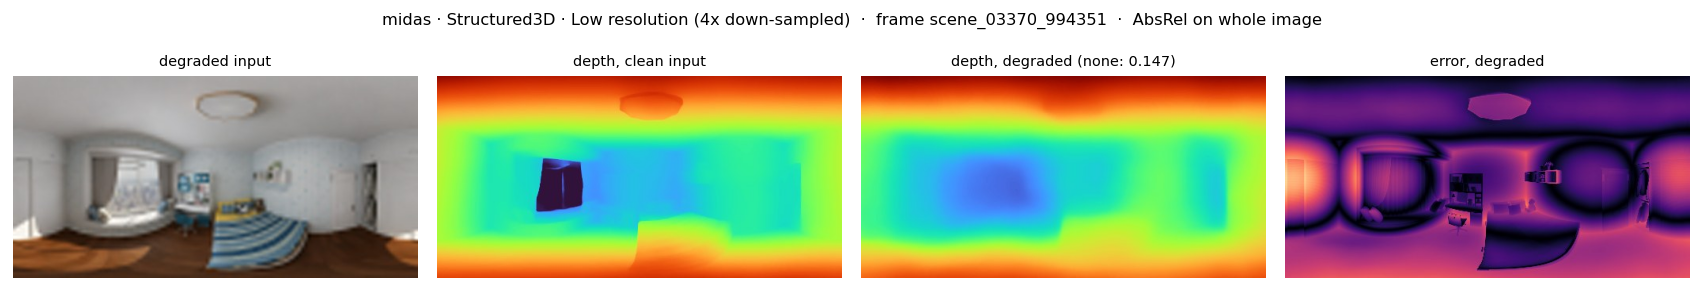 midas · Structured3D · Low resolution (4x down-sampled) · frame scene_03370_994351 · AbsRel on whole image
degraded input
depth, clean input
depth, degraded (none: 0.147)
error, degraded